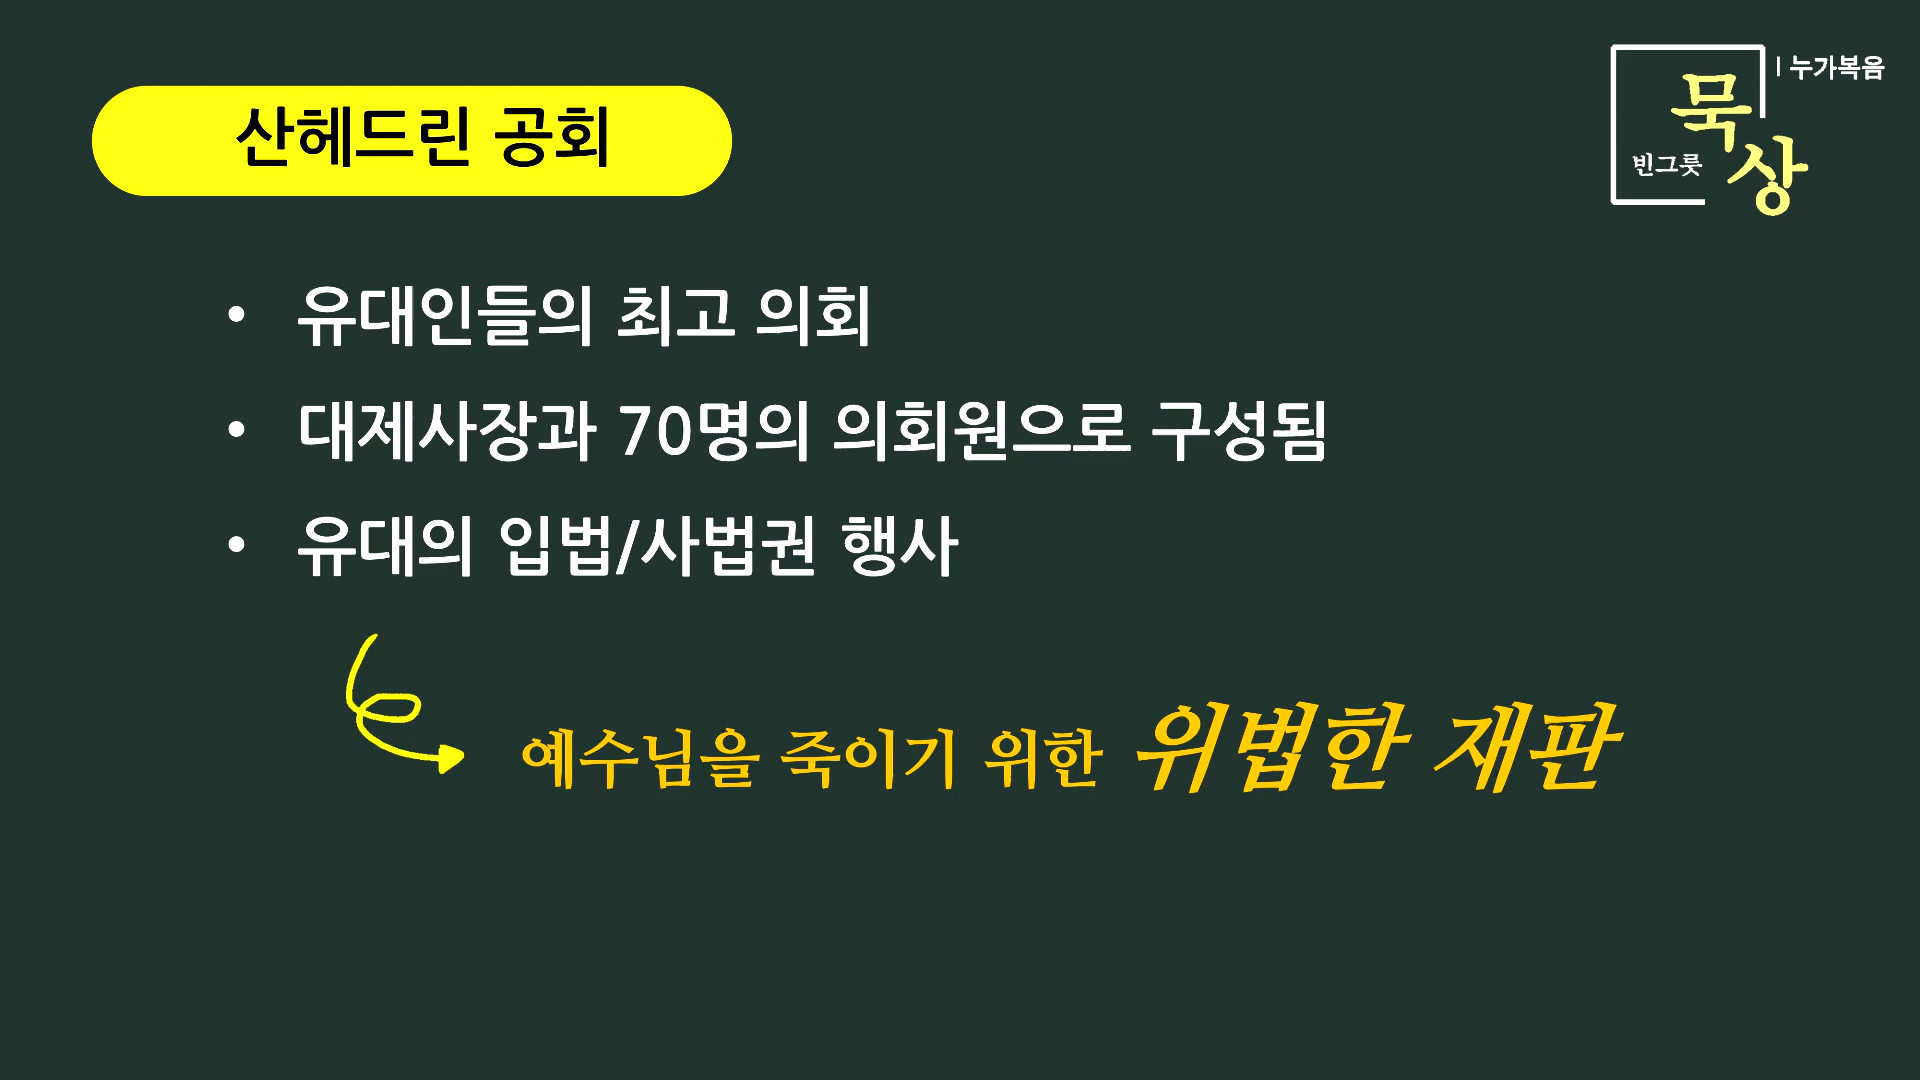 산헤드린 공회
| 누가복음
묵상
빈그릇
• 유대인들의 최고 의회
• 대제사장과 70명의 의회원으로 구성됨
• 유대의 입법/사법권 행사
예수님을 죽이기 위한 위법한 재판